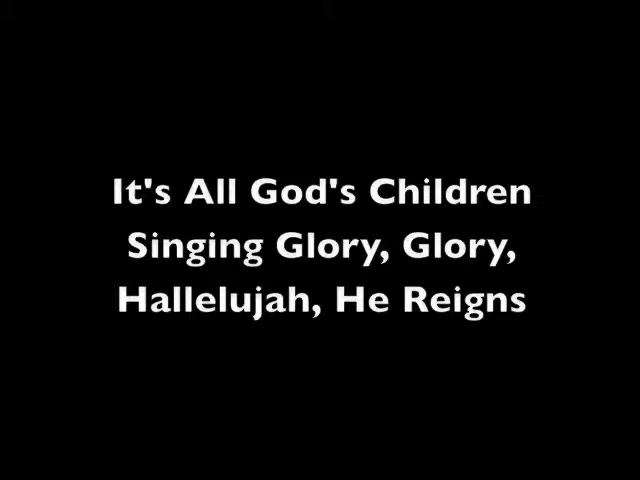 It's All God's Children
Singing Glory, Glory,
Hallelujah, He Reigns